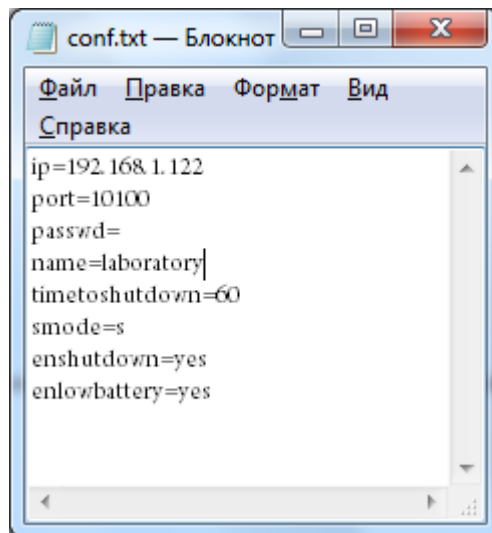 conf.txt — Блокнот
Файл Правка Формат Вид
Справка
ip=192.168.1.122
port=10100
passwd=
name=laboratory
timetoshutdown=60
smode=s
enshutdown=yes
enlowbattery=yes